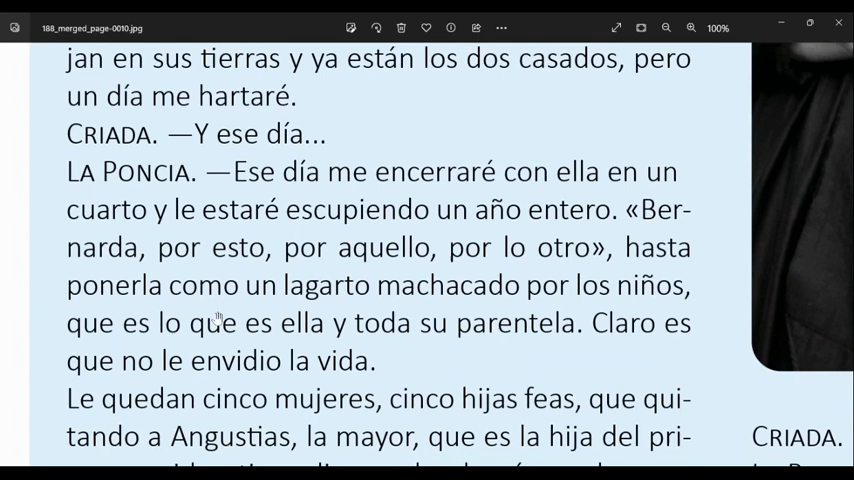 188_merged_page-0010.jpg
100%
jan en sus tierras y ya están los dos casados, pero
un día me hartaré.
CRIADA. —Y ese día...
LA PONCIA. —Ese día me encerraré con ella en un
cuarto y le estaré escupiendo un año entero. «Ber-
narda, por esto, por aquello, por lo otro», hasta
ponerla como un lagarto machacado por los niños,
que es lo que es ella y toda su parentela. Claro es
que no le envidio la vida.
Le quedan cinco mujeres, cinco hijas feas, que qui-
tando a Angustias, la mayor, que es la hija del pri-
CRIADA.